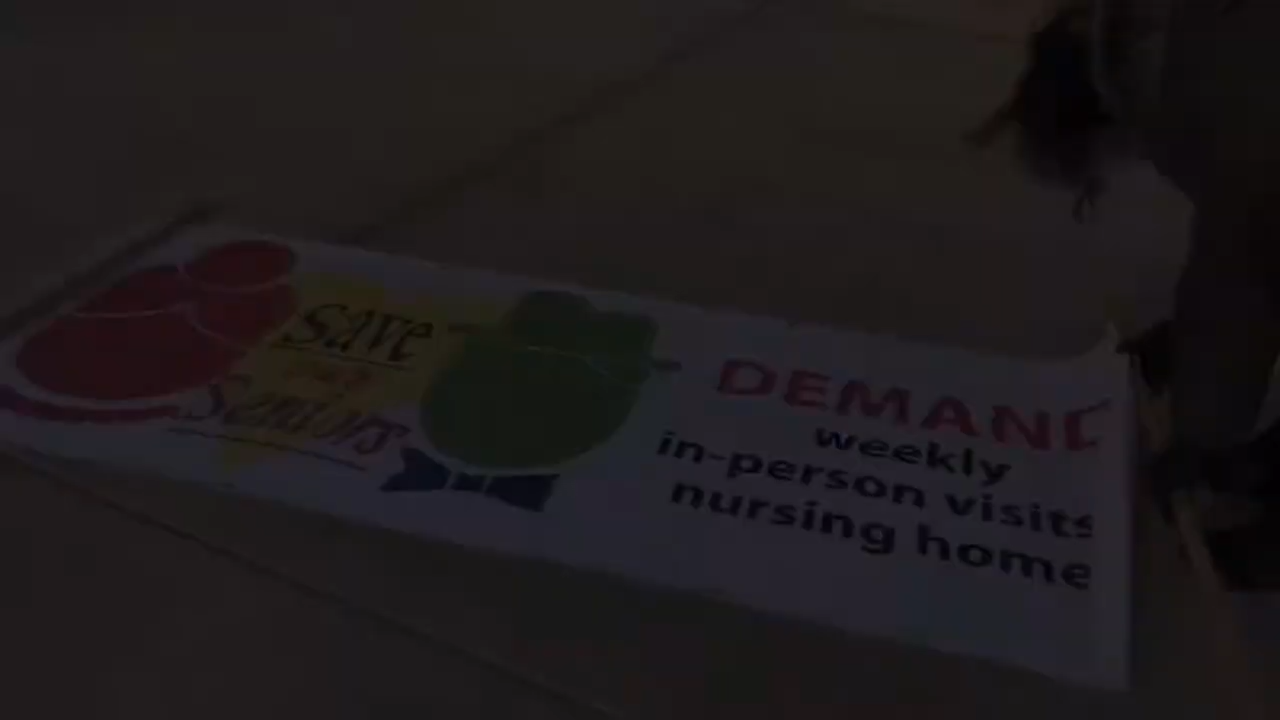 Save
Seniors
DEMAND
weekly
in-person visits
nursing home